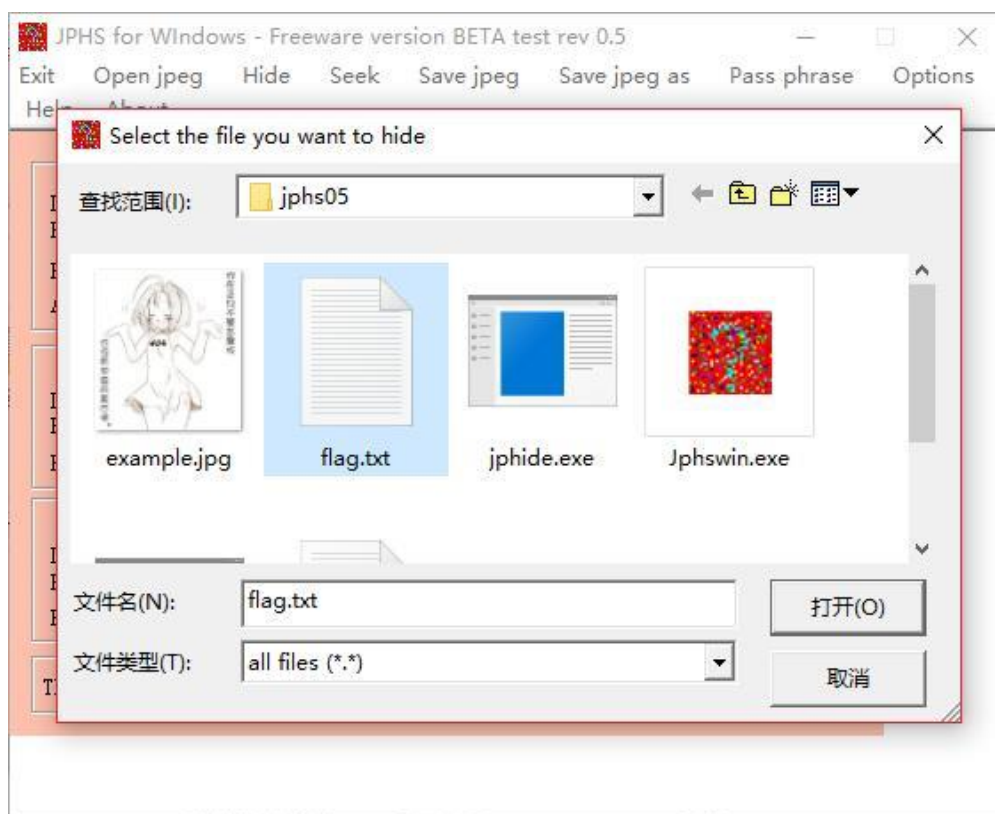 JPHS for WIndows - Freeware version BETA test rev 0.5
Exit Open jpeg Hide Seek Save jpeg Save jpeg as Pass phrase Options
Help About
Select the file you want to hide
查找范围(I): jphs05
example.jpg flag.txt jphide.exe Jphswin.exe
文件名(N): flag.txt 打开(O)
文件类型(T): all files (*.*) 取消